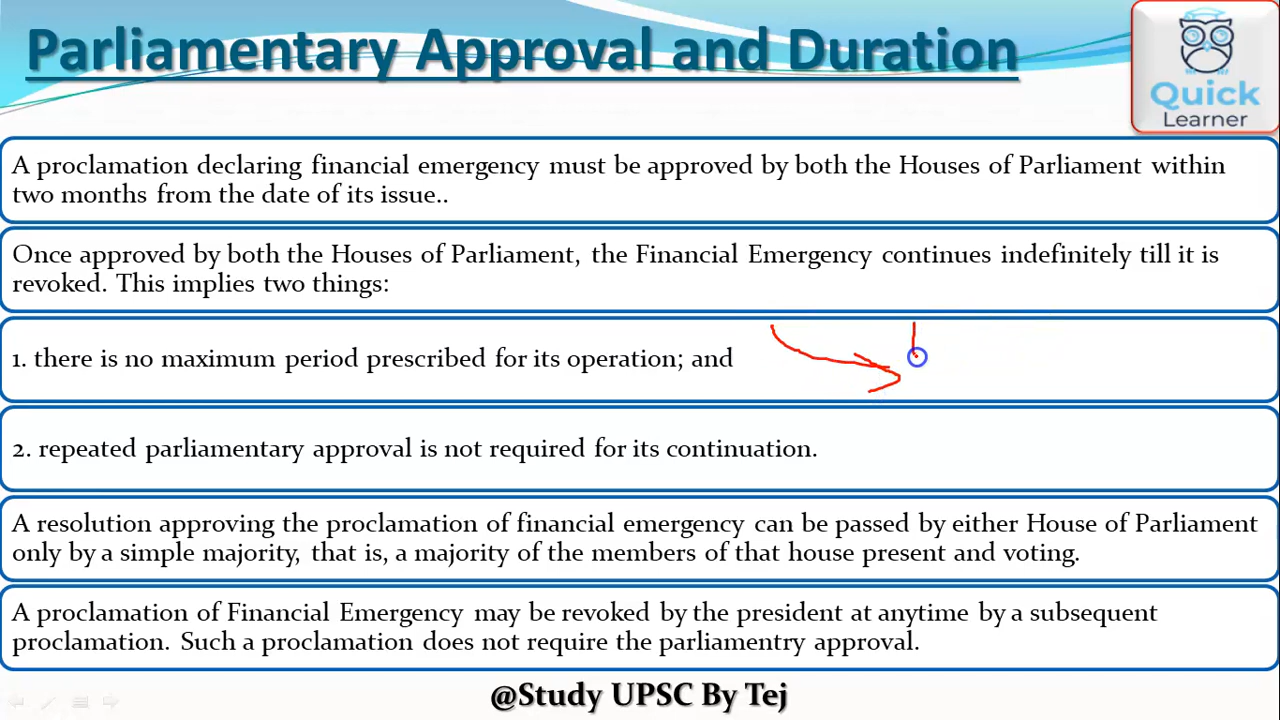 Parliamentary Approval and Duration
Quick
Learner
A proclamation declaring financial emergency must be approved by both the Houses of Parliament within
two months from the date of its issue..
Once approved by both the Houses of Parliament, the Financial Emergency continues indefinitely till it is
revoked. This implies two things:
1. there is no maximum period prescribed for its operation; and
2. repeated parliamentary approval is not required for its continuation.
A resolution approving the proclamation of financial emergency can be passed by either House of Parliament
only by a simple majority, that is, a majority of the members of that house present and voting.
A proclamation of Financial Emergency may be revoked by the president at anytime by a subsequent
proclamation. Such a proclamation does not require the parliamentry approval.
@Study UPSC By Tej